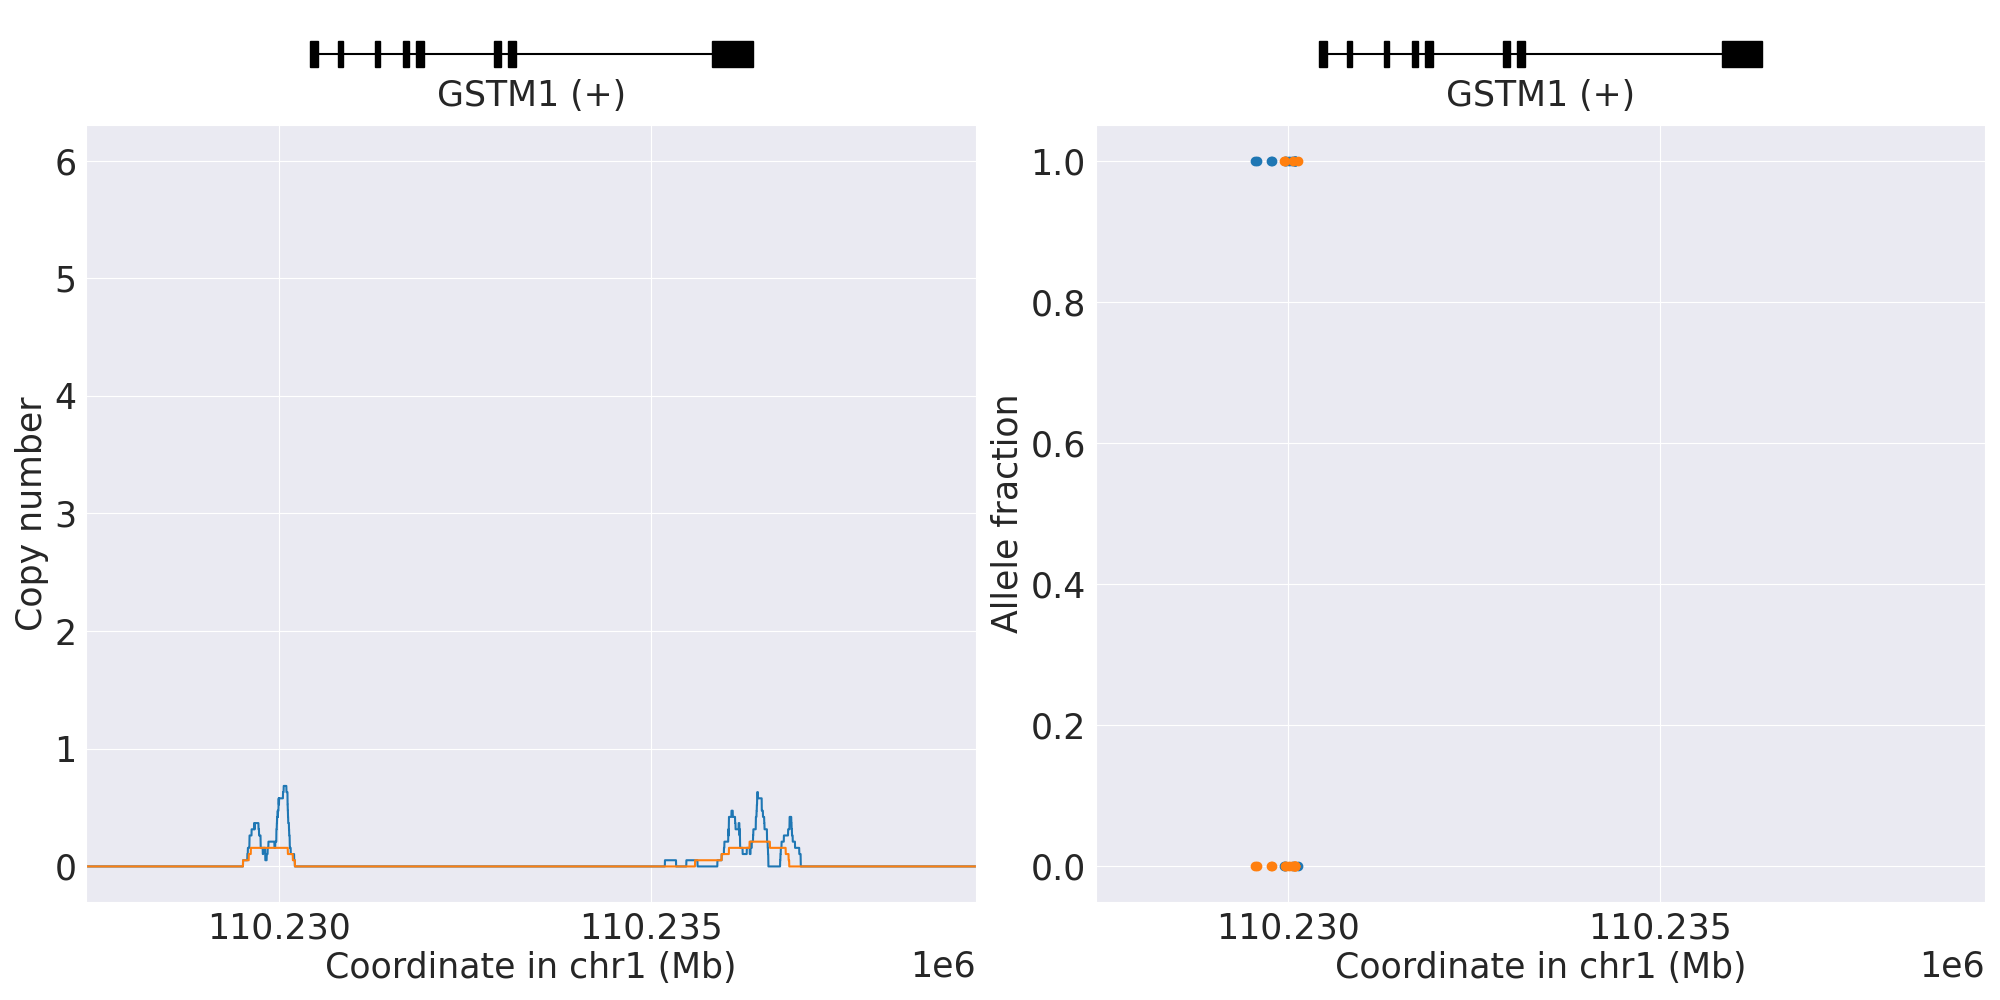 GSTM1 (+)
6
5
4
3
2
1
0
Copy number
110.230
110.235
Coordinate in chr1 (Mb)
1e6
GSTM1 (+)
1.0
0.8
0.6
0.4
0.2
0.0
Allele fraction
110.230
110.235
Coordinate in chr1 (Mb)
1e6